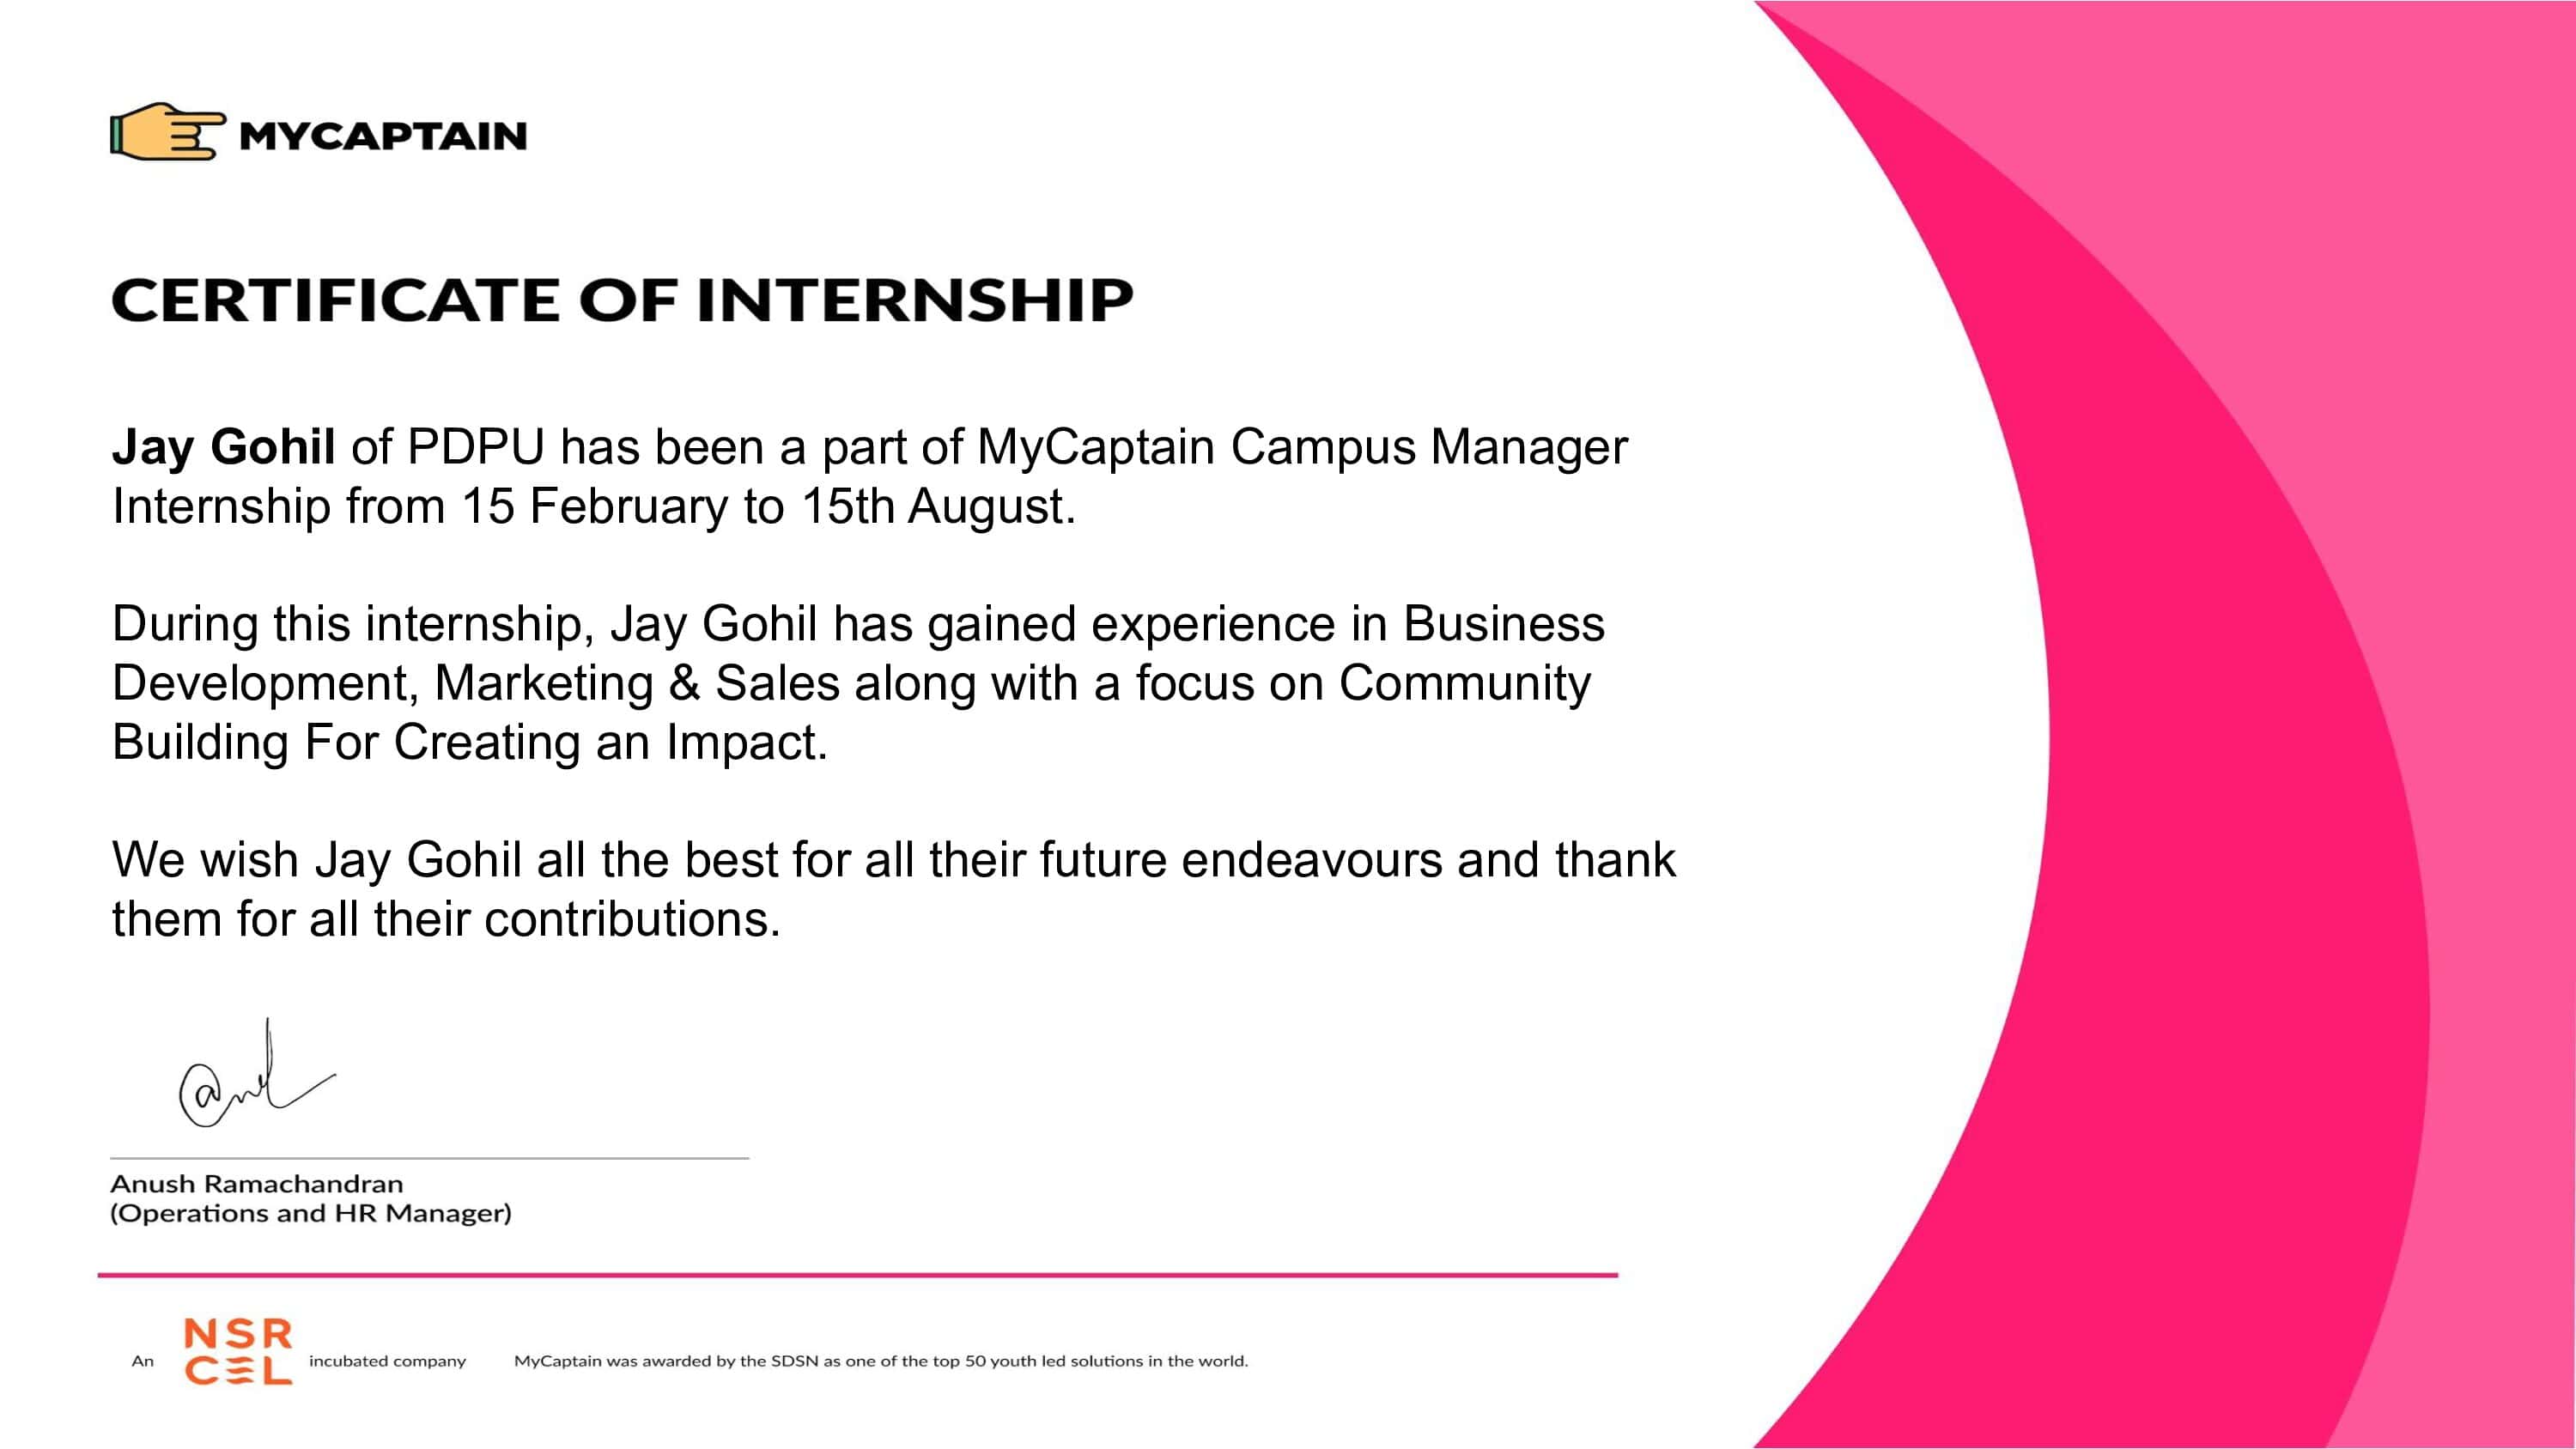 MYCAPTAIN
CERTIFICATE OF INTERNSHIP
Jay Gohil of PDPU has been a part of MyCaptain Campus Manager
Internship from 15 February to 15th August.
During this internship, Jay Gohil has gained experience in Business
Development, Marketing & Sales along with a focus on Community
Building For Creating an Impact.
We wish Jay Gohil all the best for all their future endeavours and thank
them for all their contributions.
Anush Ramachandran
(Operations and HR Manager)
An NSRCEL incubated company MyCaptain was awarded by the SDSN as one of the top 50 youth led solutions in the world.